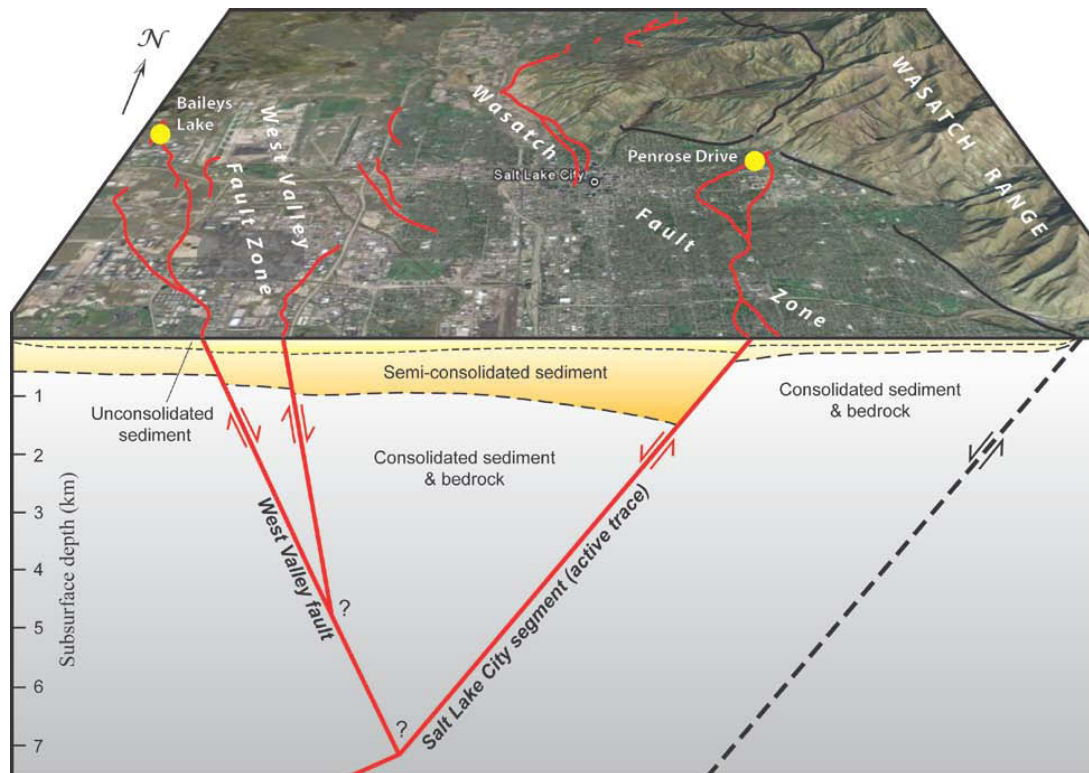 N
Baileys
Lake
West Valley
Fault Zone
Wasatch
Fault
Zone
Salt Lake City
Penrose Drive
WASATCH RANGE
Semi-consolidated sediment
Unconsolidated
sediment
Consolidated sediment
& bedrock
Consolidated sediment
& bedrock
1
2
3
4
5
6
7
Subsurface depth (km)
West Valley
fault
?
?
Salt Lake City segment (active trace)